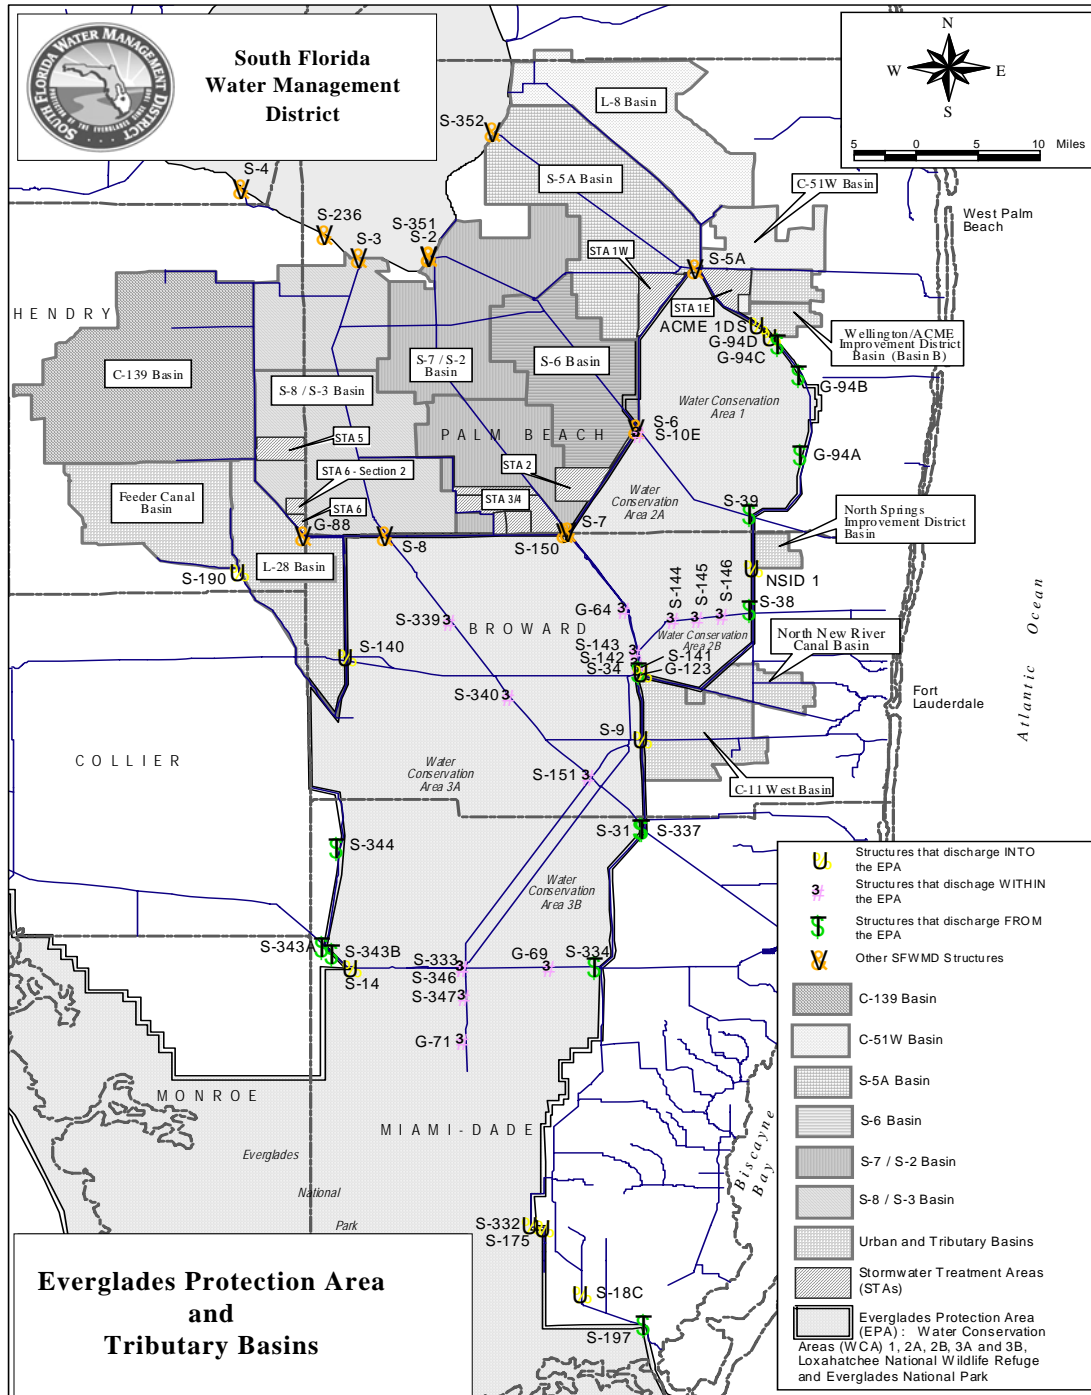 SOUTH FLORIDA WATER MANAGEMENT DISTRICT
South Florida
Water Management
District
N
W
E
S
5
0
5
10
Miles
L-8 Basin
S-352
S-4
S-5A Basin
C-51W Basin
West Palm
Beach
S-236
S-351
S-2
S-3
STA 1W
S-5A
STA 1E
HENDRY
ACME 1DS
G-94D
G-94C
Wellington/ACME
Improvement District
Basin (Basin B)
S-7 / S-2
Basin
S-6 Basin
C-139 Basin
S-8 / S-3 Basin
G-94B
Water Conservation
Area 1
S-6
S-10E
PALM BEACH
STA 5
G-94A
STA 2
STA 6 - Section 2
Feeder Canal
Basin
STA 3/4
Water
Conservation
Area 2A
S-39
STA 6
North Springs
Improvement District
Basin
G-88
S-7
S-8
S-150
L-28 Basin
S-190
NSID 1
S-144
S-145
S-146
G-64
S-38
S-339
BROWARD
Water Conservation
Area 2B
North New River
Canal Basin
S-143
S-142
S-34
S-141
G-123
S-140
S-340
Fort
Lauderdale
Atlantic Ocean
S-9
COLLIER
Water
Conservation
Area 3A
S-151
C-11 West Basin
S-31
S-337
S-344
Water
Conservation
Area 3B
S-343A
S-343B
S-14
S-333
S-346
S-347
G-69
S-334
G-71
MONROE
MIAMI-DADE
Everglades
National
Park
Biscayne
Bay
S-332
S-175
S-18C
S-197
Structures that discharge INTO
the EPA
Structures that dischage WITHIN
the EPA
Structures that discharge FROM
the EPA
Other SFWMD Structures
C-139 Basin
C-51W Basin
S-5A Basin
S-6 Basin
S-7 / S-2 Basin
S-8 / S-3 Basin
Urban and Tributary Basins
Stormwater Treatment Areas
(STAs)
Everglades Protection Area
(EPA) : Water Conservation
Areas (WCA) 1, 2A, 2B, 3A and 3B,
Loxahatchee National Wildlife Refuge
and Everglades National Park
Everglades Protection Area
and
Tributary Basins